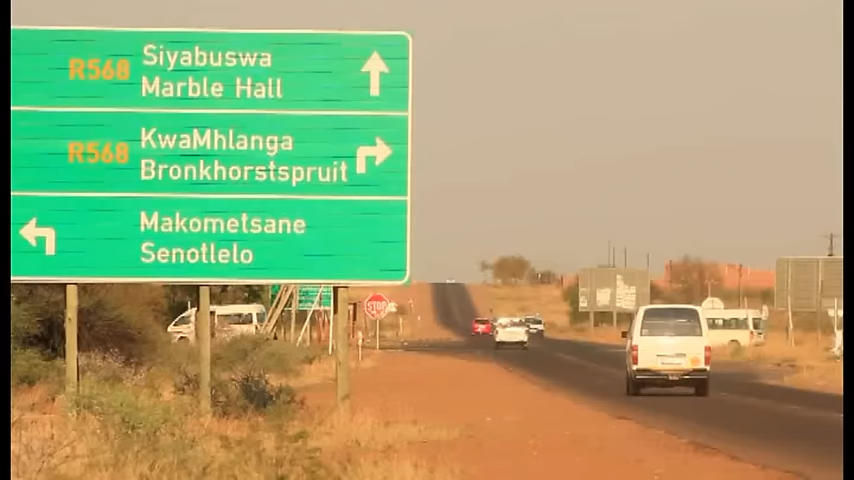 R568 Siyabuswa
Marble Hall
R568 KwaMhlanga
Bronkhorstspruit
Makometsane
Senotlelo
STOP